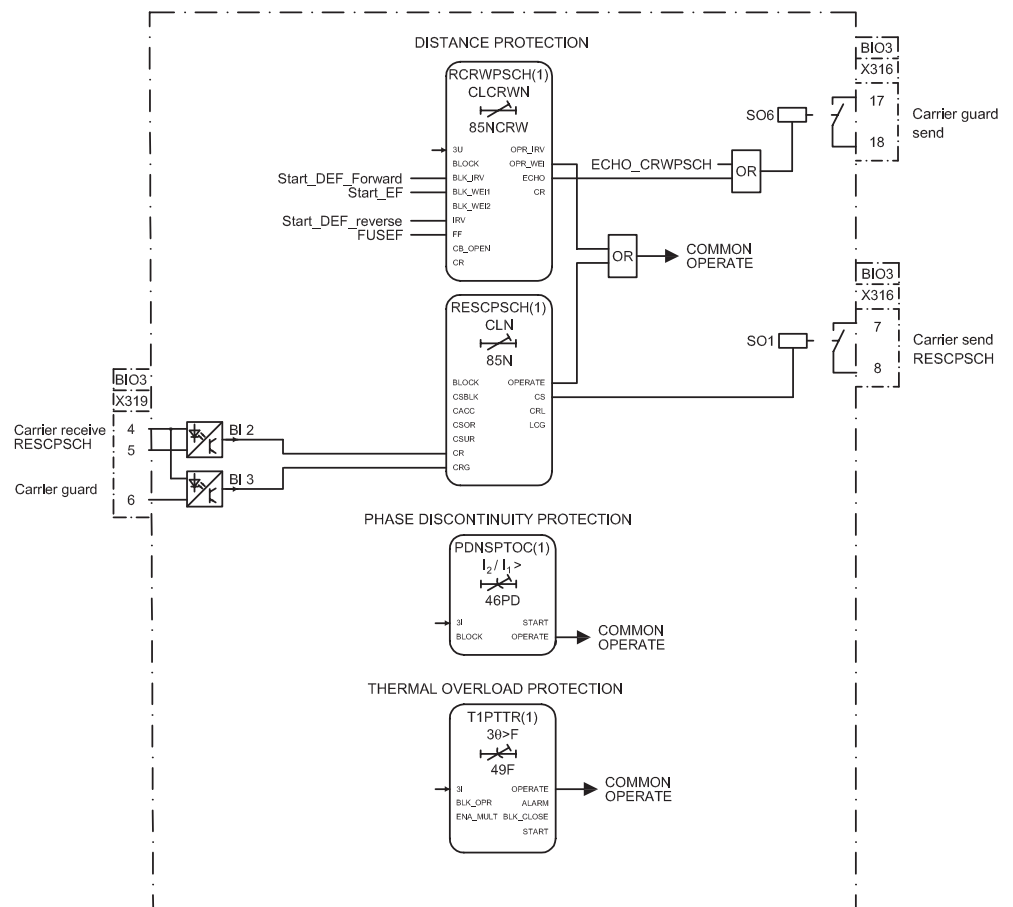 DISTANCE PROTECTION
RCRWPSCH(1)
CLCRWN
85NCRW
3U
BLOCK
BLK_IRV
BLK_WEI1
BLK_WEI2
IRV
FF
CB_OPEN
CR
OPR_IRV
OPR_WEI
ECHO
CR
Start_DEF_Forward
Start_EF
Start_DEF_reverse
FUSEF
ECHO_CRWPSCH
OR
SO6
BIO3
X316
17
18
Carrier guard
send
OR
COMMON
OPERATE
RESCPSCH(1)
CLN
85N
BLOCK
CSBLK
CACC
CSOR
CSUR
CR
CRG
OPERATE
CS
CRL
LCG
SO1
BIO3
X316
7
8
Carrier send
RESCPSCH
BIO3
X319
Carrier receive
RESCPSCH
4
5
BI 2
Carrier guard
6
BI 3
PHASE DISCONTINUITY PROTECTION
PDNSPTOC(1)
I₂/ I₁>
46PD
3I
BLOCK
START
OPERATE
COMMON
OPERATE
THERMAL OVERLOAD PROTECTION
T1PTTR(1)
3θ>F
49F
3I
BLK_OPR
ENA_MULT
OPERATE
ALARM
BLK_CLOSE
START
COMMON
OPERATE